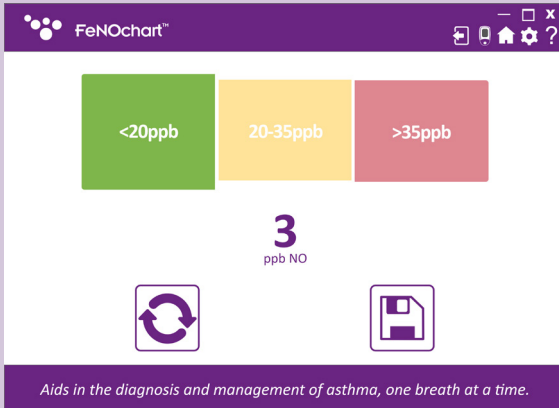 FeNOchart™
<20ppb 20-35ppb >35ppb
3
ppb NO
Aids in the diagnosis and management of asthma, one breath at a time.